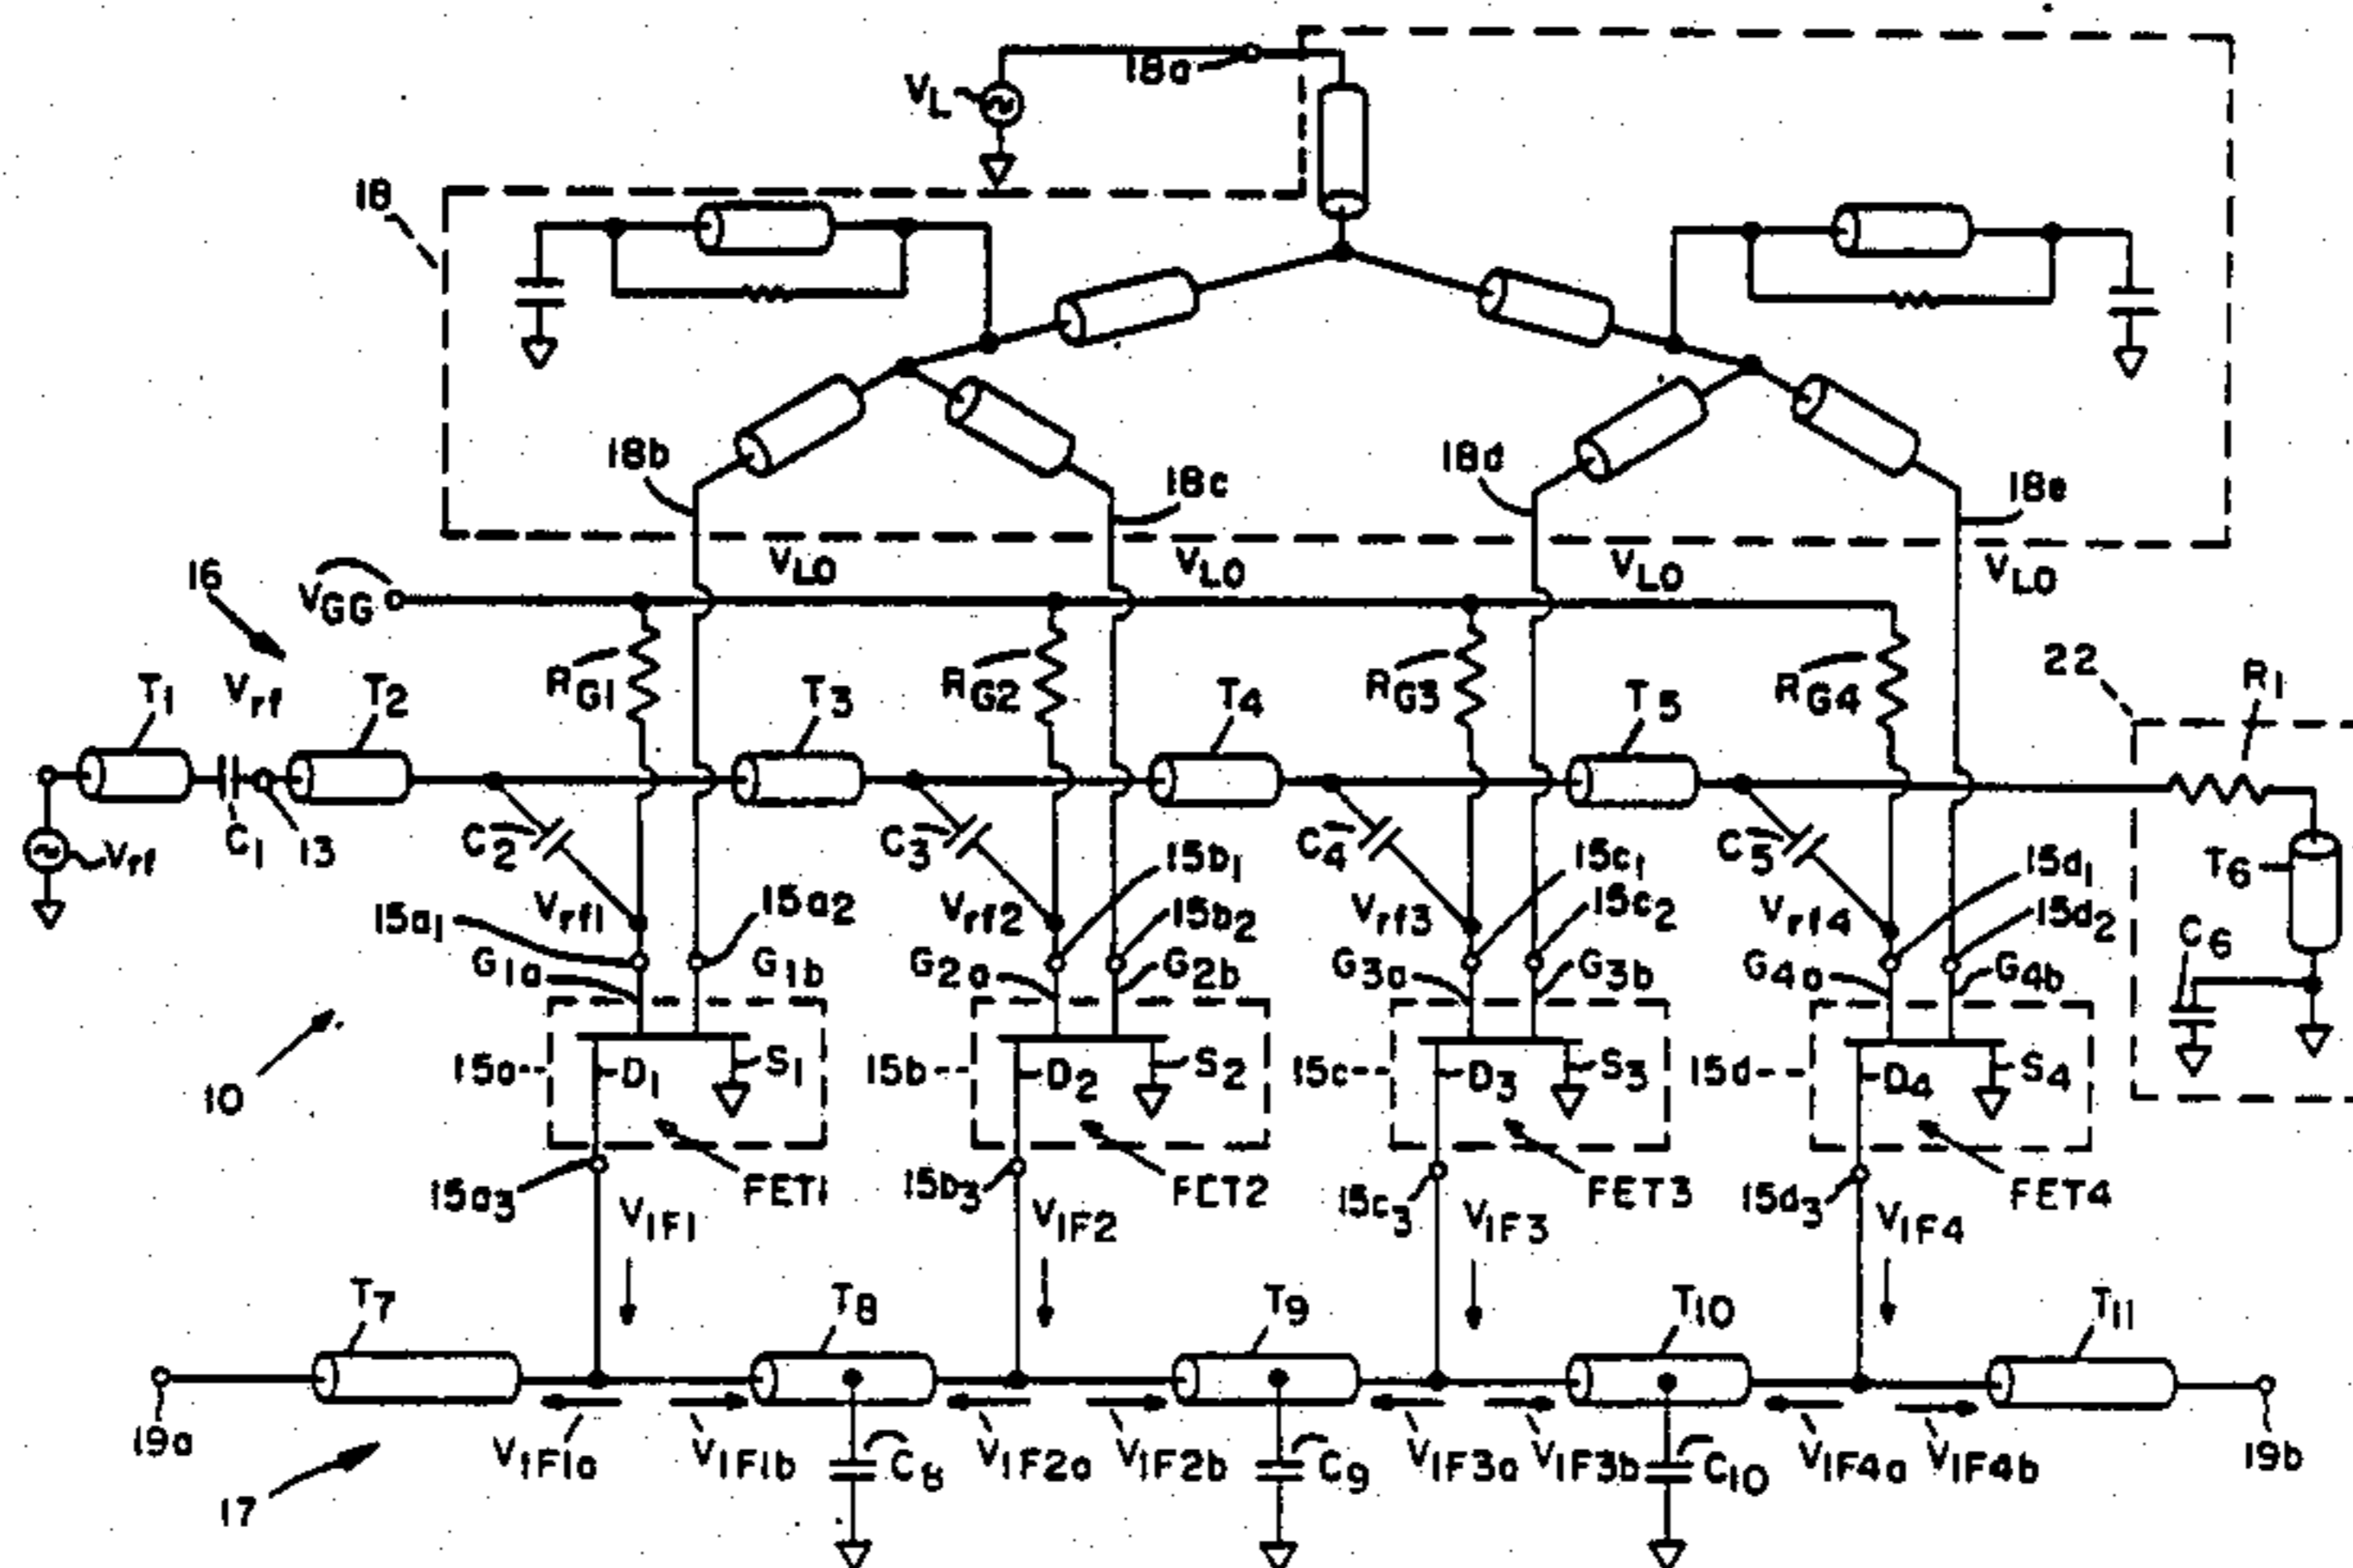 18a
VL
18
18b
18c
18d
18e
VLO
VLO
VLO
VLO
16
VGG
22
T1
Vrf
T2
RG1
T3
RG2
T4
RG3
T5
RG4
R1
Vrf
C1
13
C2
C3
C4
C5
T6
15a1
Vrf1
15a2
Vrf2
15b1
15b2
Vrf3
15c1
15c2
Vrf4
15d1
15d2
C6
G1a
G1b
G2a
G2b
G3a
G3b
G4a
G4b
10
15a
D1
S1
15b
D2
S2
15c
D3
S3
15d
D4
S4
15a3
VIF1
FET1
15b3
VIF2
FET2
15c3
VIF3
FET3
15d3
VIF4
FET4
T7
T8
T9
T10
T11
19a
VIF1a
VIF1b
C8
VIF2a
VIF2b
C9
VIF3a
VIF3b
C10
VIF4a
VIF4b
19b
17